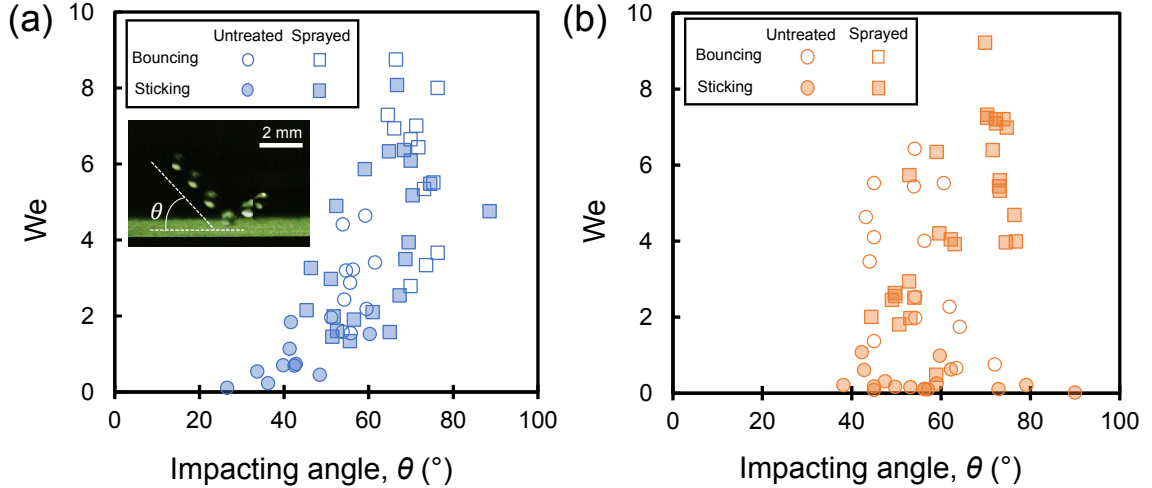 (a)
Untreated Sprayed
Bouncing
Sticking
2 mm
θ
We
0
2
4
6
8
0 20 40 60 80 100
Impacting angle, θ (°)
(b)
Untreated Sprayed
Bouncing
Sticking
We
0
2
4
6
8
0 20 40 60 80 100
Impacting angle, θ (°)